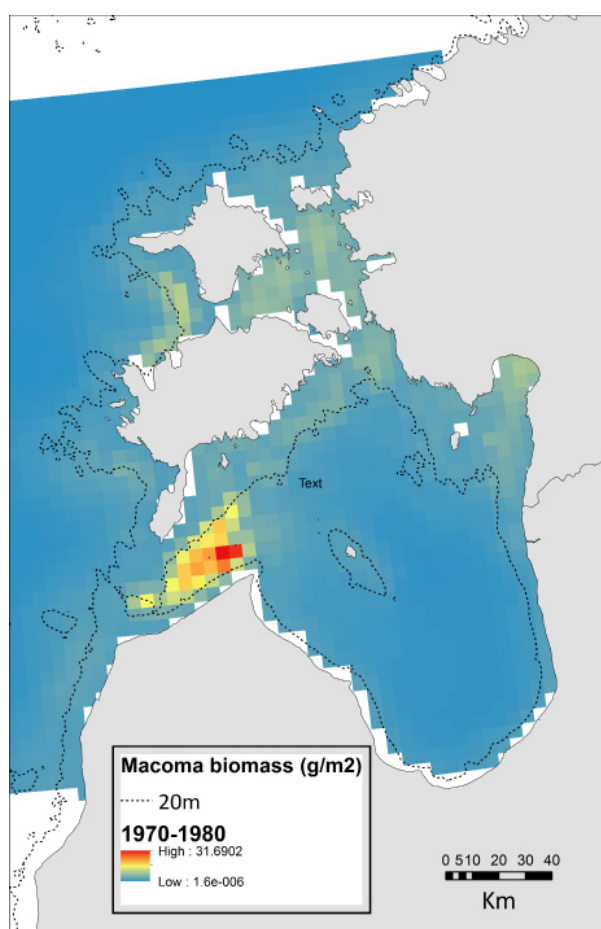 Text
Macoma biomass (g/m2)
20m
1970-1980
High : 31.6902
Low : 1.6e-006
0 510 20 30 40
Km